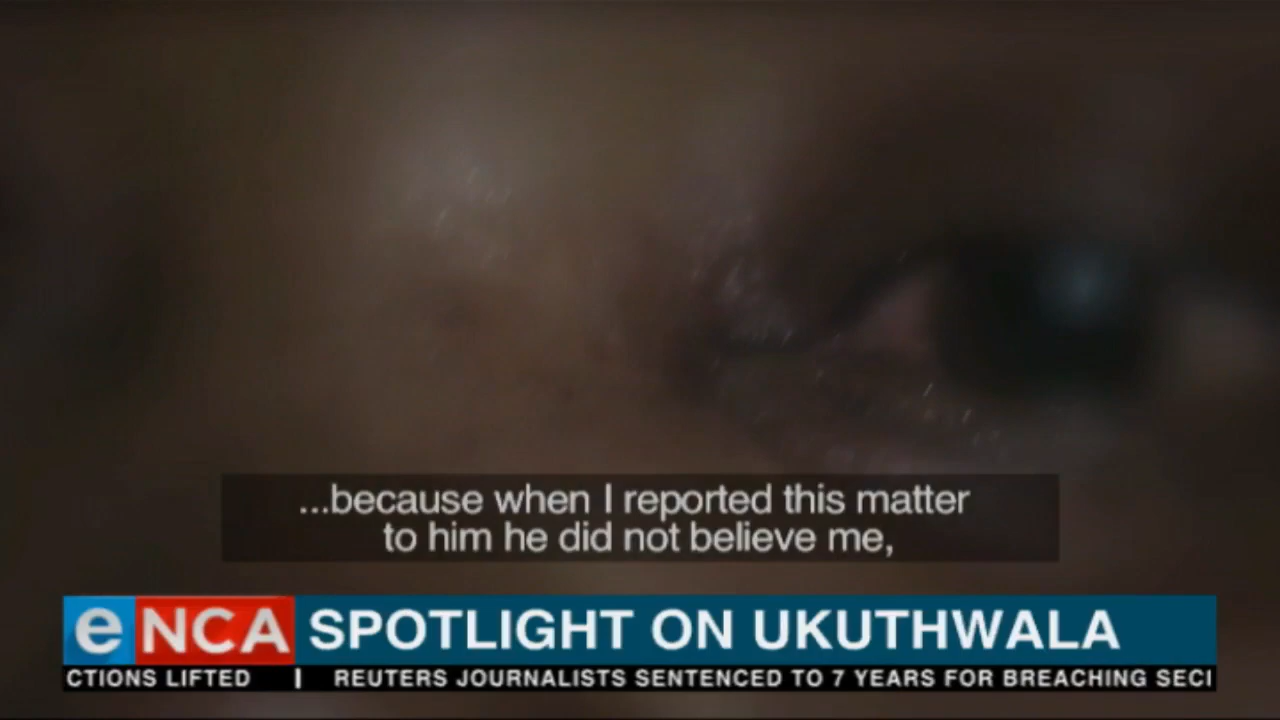 ...because when I reported this matter
to him he did not believe me,
eNCA SPOTLIGHT ON UKUTHWALA
CTIONS LIFTED | REUTERS JOURNALISTS SENTENCED TO 7 YEARS FOR BREACHING SECI